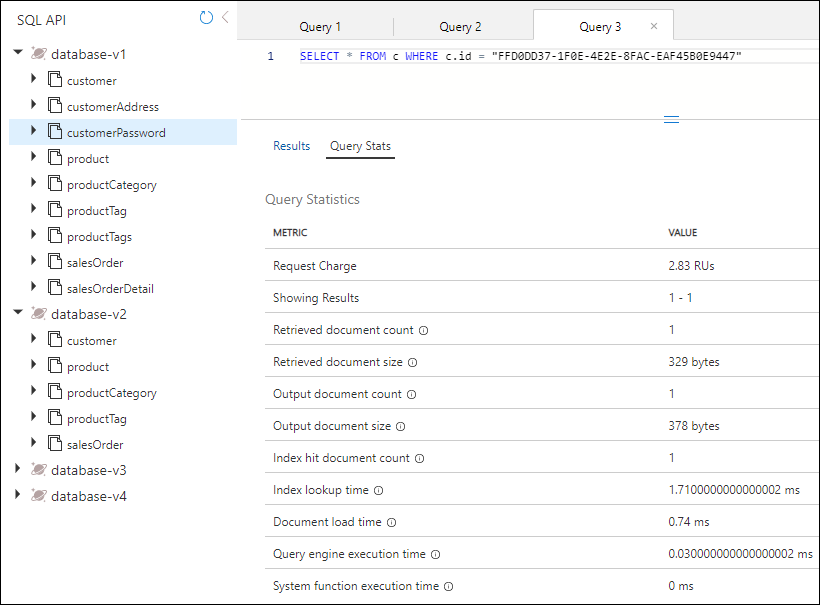 SQL API
database-v1
customer
customerAddress
customerPassword
product
productCategory
productTag
productTags
salesOrder
salesOrderDetail
database-v2
customer
product
productCategory
productTag
salesOrder
database-v3
database-v4
Query 1 Query 2 Query 3 ×
1 SELECT * FROM c WHERE c.id = "FFD0DD37-1F0E-4E2E-8FAC-EAF45B0E9447"
Results Query Stats
Query Statistics
METRIC VALUE
Request Charge 2.83 RUs
Showing Results 1 - 1
Retrieved document count 1
Retrieved document size 329 bytes
Output document count 1
Output document size 378 bytes
Index hit document count 1
Index lookup time 1.7100000000000002 ms
Document load time 0.74 ms
Query engine execution time 0.030000000000000002 ms
System function execution time 0 ms